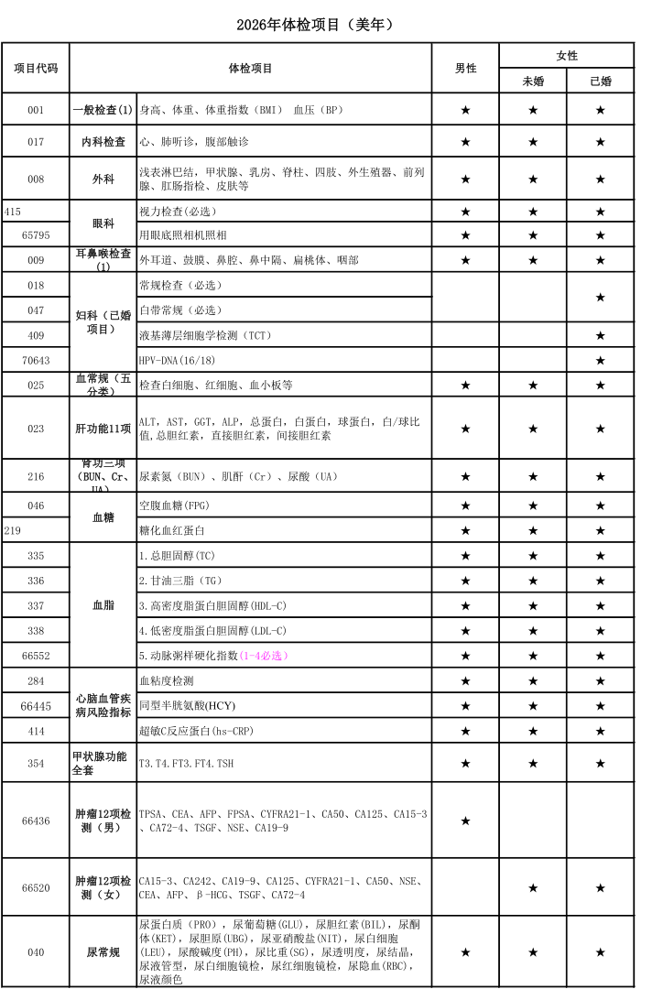 2026年体检项目（美年）
项目代码 体检项目 男性 女性
未婚 已婚
001 一般检查(1) 身高、体重、体重指数（BMI） 血压（BP） ★ ★ ★
017 内科检查 心、肺听诊，腹部触诊 ★ ★ ★
008 外科 浅表淋巴结，甲状腺、乳房、脊柱、四肢、外生殖器、前列
腺、肛肠指检、皮肤等 ★ ★ ★
415 眼科 视力检查(必选） ★ ★ ★
65795 用眼底照相机照相 ★ ★ ★
009 耳鼻喉检查
(1) 外耳道、鼓膜、鼻腔、鼻中隔、扁桃体、咽部 ★ ★ ★
018 妇科（已婚
项目） 常规检查（必选） ★
047 白带常规（必选）
409 液基薄层细胞学检测（TCT） ★
70643 HPV-DNA(16/18) ★
025 血常规（五
分类） 检查白细胞、红细胞、血小板等 ★ ★ ★
023 肝功能11项 ALT，AST，GGT，ALP，总蛋白，白蛋白，球蛋白，白/球比
值,总胆红素，直接胆红素，间接胆红素 ★ ★ ★
216 肾功三项
（BUN、Cr、
UA） 尿素氮（BUN）、肌酐（Cr）、尿酸（UA） ★ ★ ★
046 血糖 空腹血糖(FPG) ★ ★ ★
219 糖化血红蛋白 ★ ★ ★
335 血脂 1.总胆固醇(TC) ★ ★ ★
336 2.甘油三脂（TG） ★ ★ ★
337 3.高密度脂蛋白胆固醇(HDL-C) ★ ★ ★
338 4.低密度脂蛋白胆固醇(LDL-C) ★ ★ ★
66552 5.动脉粥样硬化指数(1-4必选） ★ ★ ★
284 心脑血管疾
病风险指标 血粘度检测 ★ ★ ★
66445 同型半胱氨酸(HCY) ★ ★ ★
414 超敏C反应蛋白(hs-CRP) ★ ★ ★
354 甲状腺功能
全套 T3.T4.FT3.FT4.TSH ★ ★ ★
66436 肿瘤12项检
测（男） TPSA、CEA、AFP、FPSA、CYFRA21-1、CA50、CA125、CA15-3
、CA72-4、TSGF、NSE、CA19-9 ★
66520 肿瘤12项检
测（女） CA15-3、CA242、CA19-9、CA125、CYFRA21-1、CA50、NSE、
CEA、AFP、β-HCG、TSGF、CA72-4 ★ ★
040 尿常规 尿蛋白质（PRO），尿葡萄糖(GLU)，尿胆红素(BIL)，尿酮
体(KET)，尿胆原(UBG)，尿亚硝酸盐(NIT)，尿白细胞
(LEU)，尿酸碱度(PH)，尿比重(SG)，尿透明度，尿结晶，
尿液管型，尿白细胞镜检，尿红细胞镜检，尿隐血(RBC)，
尿液颜色 ★ ★ ★